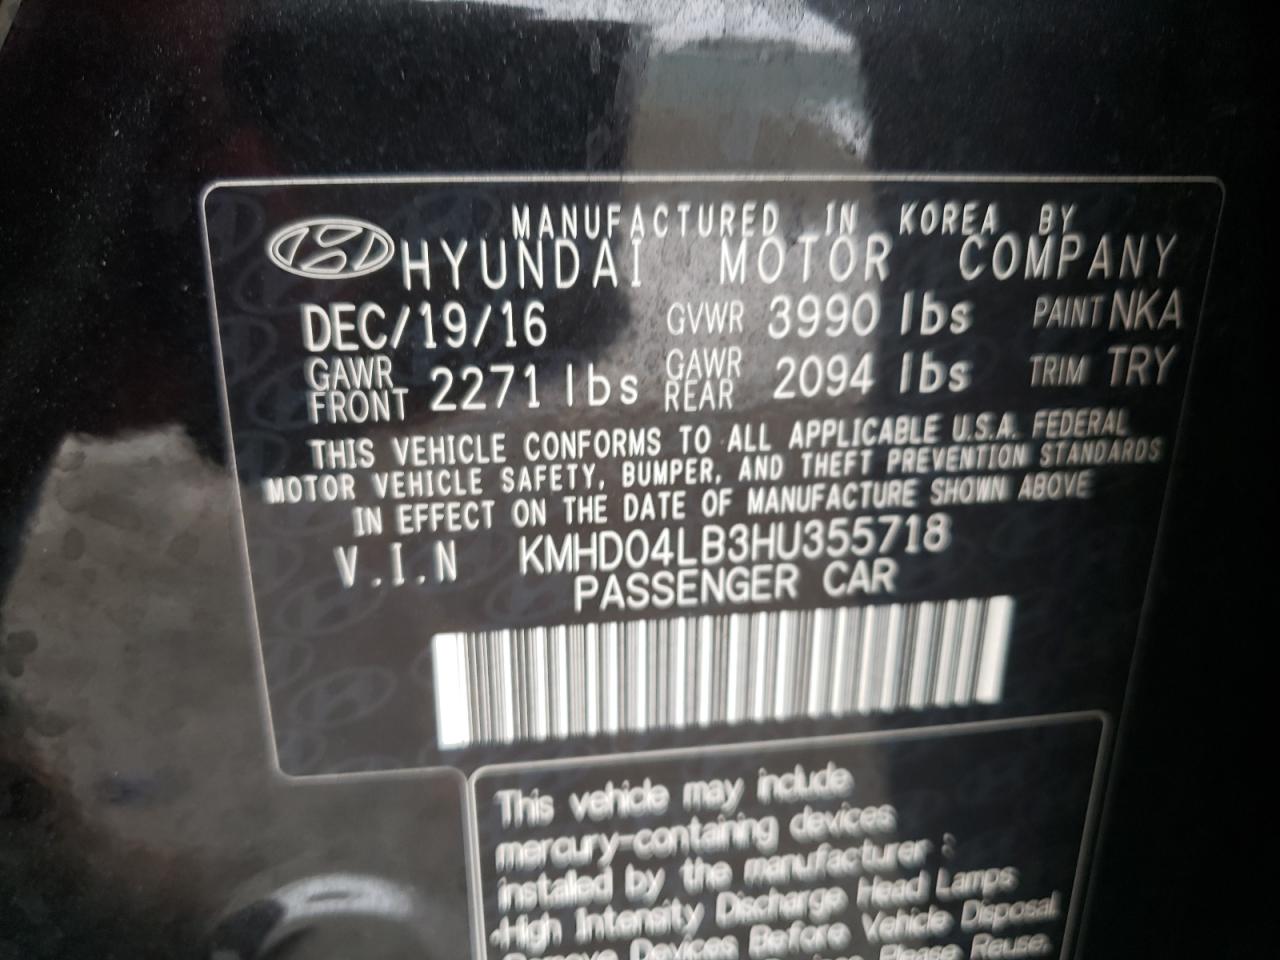 MANUFACTURED IN KOREA BY
HYUNDAI MOTOR COMPANY
DEC/19/16 GVWR 3990 lbs PAINT NKA
GAWR FRONT 2271 lbs GAWR REAR 2094 lbs TRIM TRY
THIS VEHICLE CONFORMS TO ALL APPLICABLE U.S.A. FEDERAL
MOTOR VEHICLE SAFETY, BUMPER, AND THEFT PREVENTION STANDARDS
IN EFFECT ON THE DATE OF MANUFACTURE SHOWN ABOVE
V.I.N KMHD04LB3HU355718
PASSENGER CAR
This vehicle may include
mercury-containing devices
installed by the manufacturer :
•High Intensity Discharge Head Lamps
Remove Devices Before Vehicle Disposal
Please Reuse,